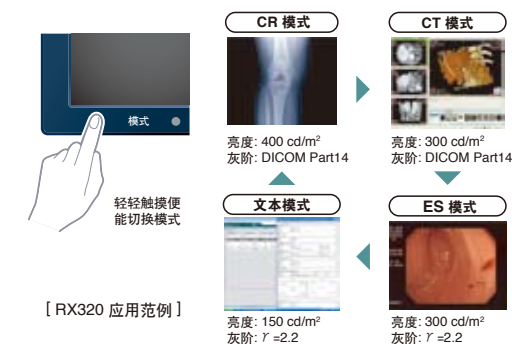 CR 模式
CT 模式
模式
亮度: 400 cd/m²
灰阶: DICOM Part14
亮度: 300 cd/m²
灰阶: DICOM Part14
轻轻触摸便
能切换模式
文本模式
ES 模式
[ RX320 应用范例 ]
亮度: 150 cd/m²
灰阶: γ =2.2
亮度: 300 cd/m²
灰阶: γ =2.2